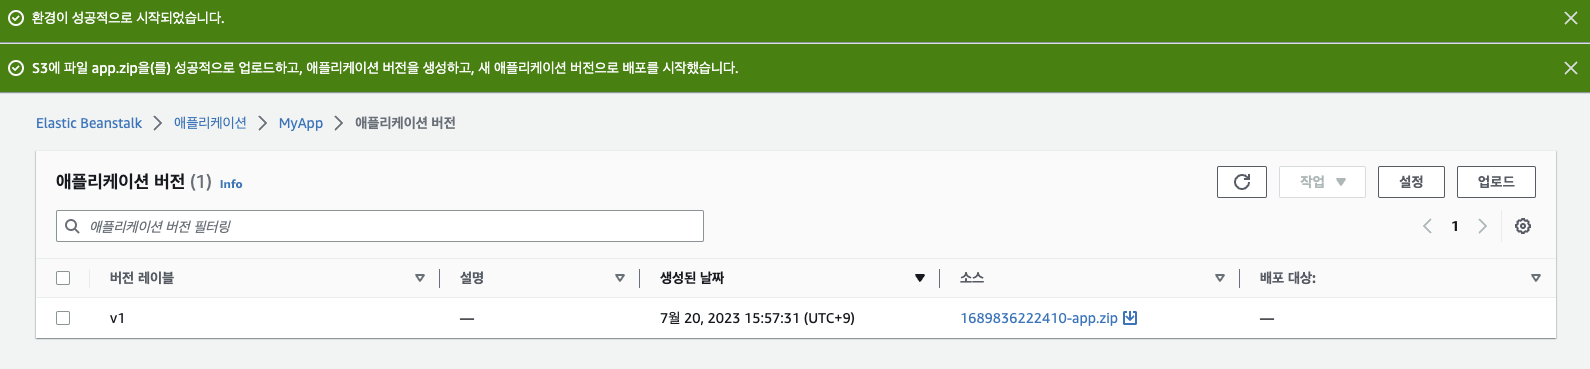 환경이 성공적으로 시작되었습니다.
S3에 파일 app.zip을(를) 성공적으로 업로드하고, 애플리케이션 버전을 생성하고, 새 애플리케이션 버전으로 배포를 시작했습니다.
Elastic Beanstalk > 애플리케이션 > MyApp > 애플리케이션 버전
애플리케이션 버전 (1) Info 작업 설정 업로드
애플리케이션 버전 필터링 1
버전 레이블 설명 생성된 날짜 소스 배포 대상:
v1 — 7월 20, 2023 15:57:31 (UTC+9) 1689836222410-app.zip —